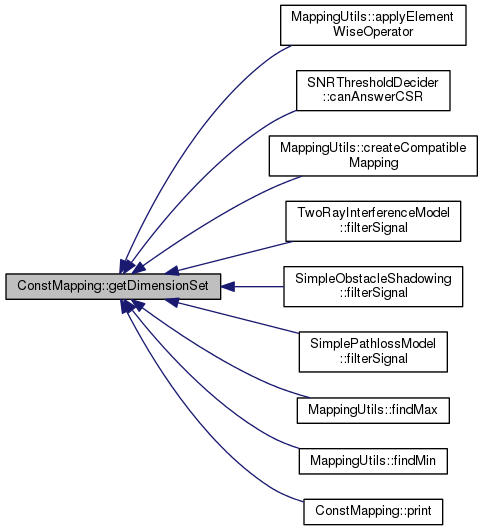 MappingUtils::applyElement
WiseOperator
SNRThresholdDecider
::canAnswerCSR
MappingUtils::createCompatible
Mapping
TwoRayInterferenceModel
::filterSignal
ConstMapping::getDimensionSet
SimpleObstacleShadowing
::filterSignal
SimplePathlossModel
::filterSignal
MappingUtils::findMax
MappingUtils::findMin
ConstMapping::print